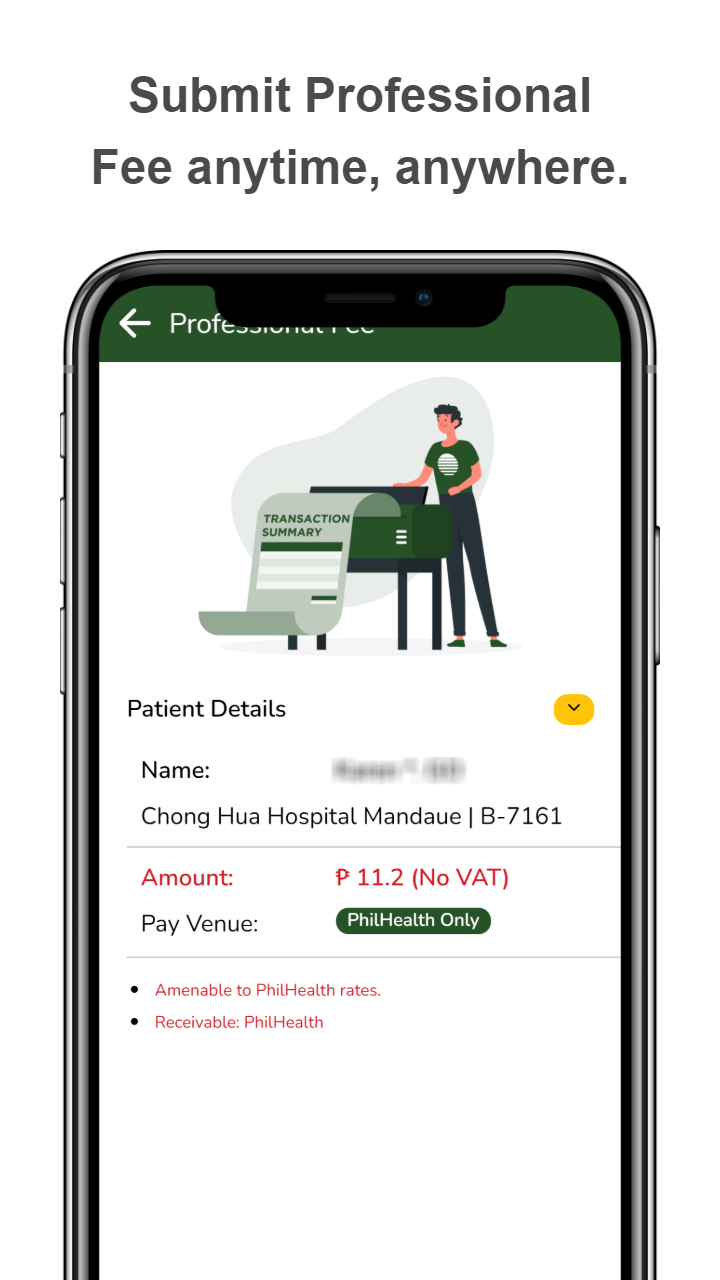 Submit Professional
Fee anytime, anywhere.
Professional Fee
TRANSACTION
SUMMARY
Patient Details
Name:
Chong Hua Hospital Mandaue | B-7161
Amount: ₱ 11.2 (No VAT)
Pay Venue: PhilHealth Only
Amenable to PhilHealth rates.
Receivable: PhilHealth